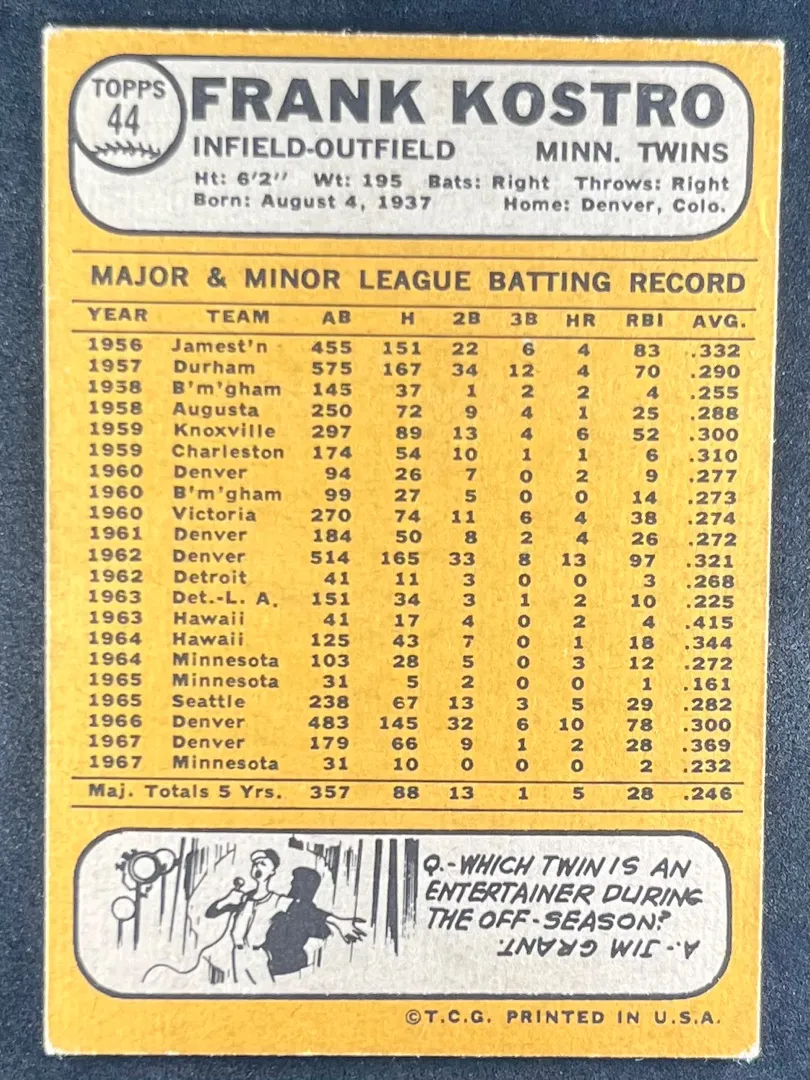 TOPPS
44
FRANK KOSTRO
INFIELD-OUTFIELD MINN. TWINS
Ht: 6'2" Wt: 195 Bats: Right Throws: Right
Born: August 4, 1937 Home: Denver, Colo.
MAJOR & MINOR LEAGUE BATTING RECORD
YEAR TEAM AB H 2B 3B HR RBI AVG.
1956 Jamest'n 455 151 22 6 4 83 .332
1957 Durham 575 167 34 12 4 70 .290
1958 B'm'gham 145 37 1 2 2 4 .255
1958 Augusta 250 72 9 4 1 25 .288
1959 Knoxville 297 89 13 4 6 52 .300
1959 Charleston 174 54 10 1 1 6 .310
1960 Denver 94 26 7 0 2 9 .277
1960 B'm'gham 99 27 5 0 0 14 .273
1960 Victoria 270 74 11 6 4 38 .274
1961 Denver 184 50 8 2 4 26 .272
1962 Denver 514 165 33 8 13 97 .321
1962 Detroit 41 11 3 0 0 3 .268
1963 Det.-L. A. 151 34 3 1 2 10 .225
1963 Hawaii 41 17 4 0 2 4 .415
1964 Hawaii 125 43 7 0 1 18 .344
1964 Minnesota 103 28 5 0 3 12 .272
1965 Minnesota 31 5 2 0 0 1 .161
1965 Seattle 238 67 13 3 5 29 .282
1966 Denver 483 145 32 6 10 78 .300
1967 Denver 179 66 9 1 2 28 .369
1967 Minnesota 31 10 0 0 0 2 .232
Maj. Totals 5 Yrs. 357 88 13 1 5 28 .246
Q.-WHICH TWIN IS AN
ENTERTAINER DURING
THE OFF-SEASON?
A.-JIM GRANT.
©T.C.G. PRINTED IN U.S.A.